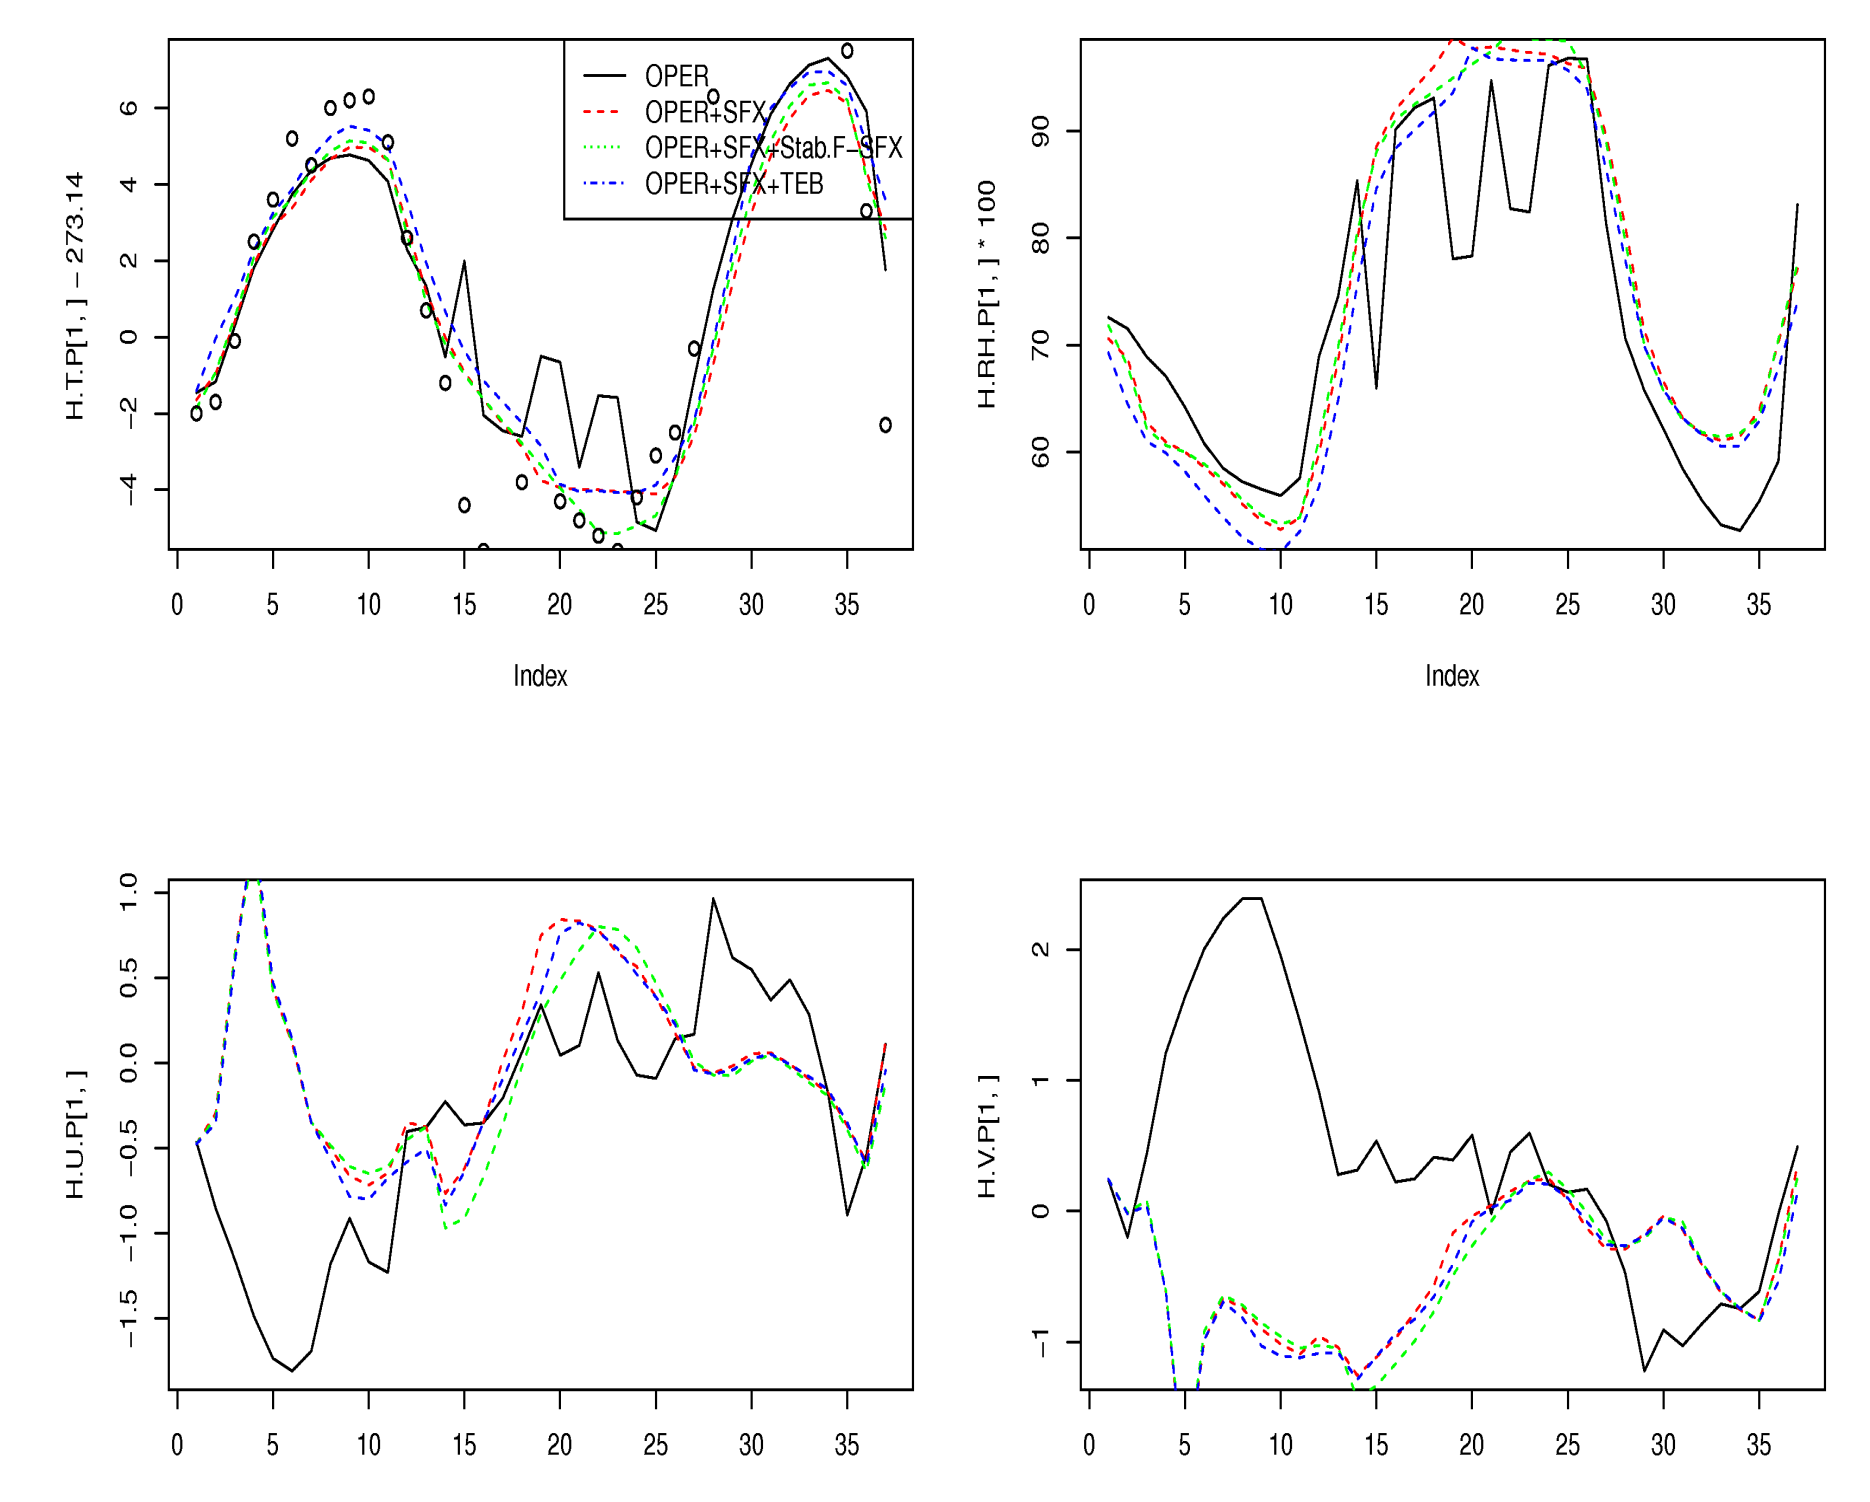 H.T.P[1, ] − 273.14
6
4
2
0
−2
−4
OPER
OPER+SFX
OPER+SFX+Stab.F−SFX
OPER+SFX+TEB
0 5 10 15 20 25 30 35
Index
H.RH.P[1, ] * 100
90
80
70
60
0 5 10 15 20 25 30 35
Index
H.U.P[1, ]
1.0
0.5
0.0
−0.5
−1.0
−1.5
0 5 10 15 20 25 30 35
H.V.P[1, ]
2
1
0
−1
0 5 10 15 20 25 30 35